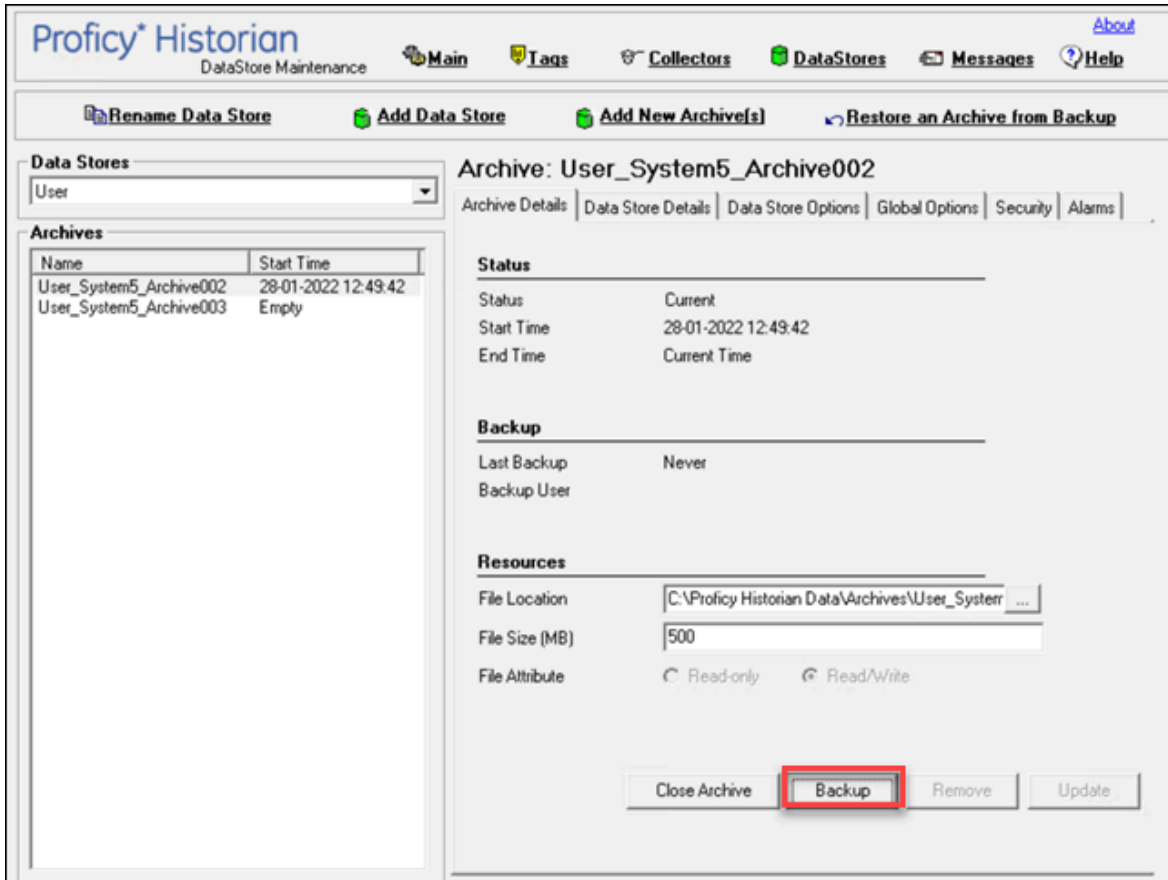 About
Proficy* Historian
DataStore Maintenance
Main Tags Collectors DataStores Messages Help
Rename Data Store Add Data Store Add New Archive(s) Restore an Archive from Backup
Data Stores
User
Archives
Name Start Time
User_System5_Archive002 28-01-2022 12:49:42
User_System5_Archive003 Empty
Archive: User_System5_Archive002
Archive Details Data Store Details Data Store Options Global Options Security Alarms
Status
Status Current
Start Time 28-01-2022 12:49:42
End Time Current Time
Backup
Last Backup Never
Backup User
Resources
File Location C:\Proficy Historian Data\Archives\User_System ...
File Size (MB) 500
File Attribute Read-only Read/Write
Close Archive Backup Remove Update